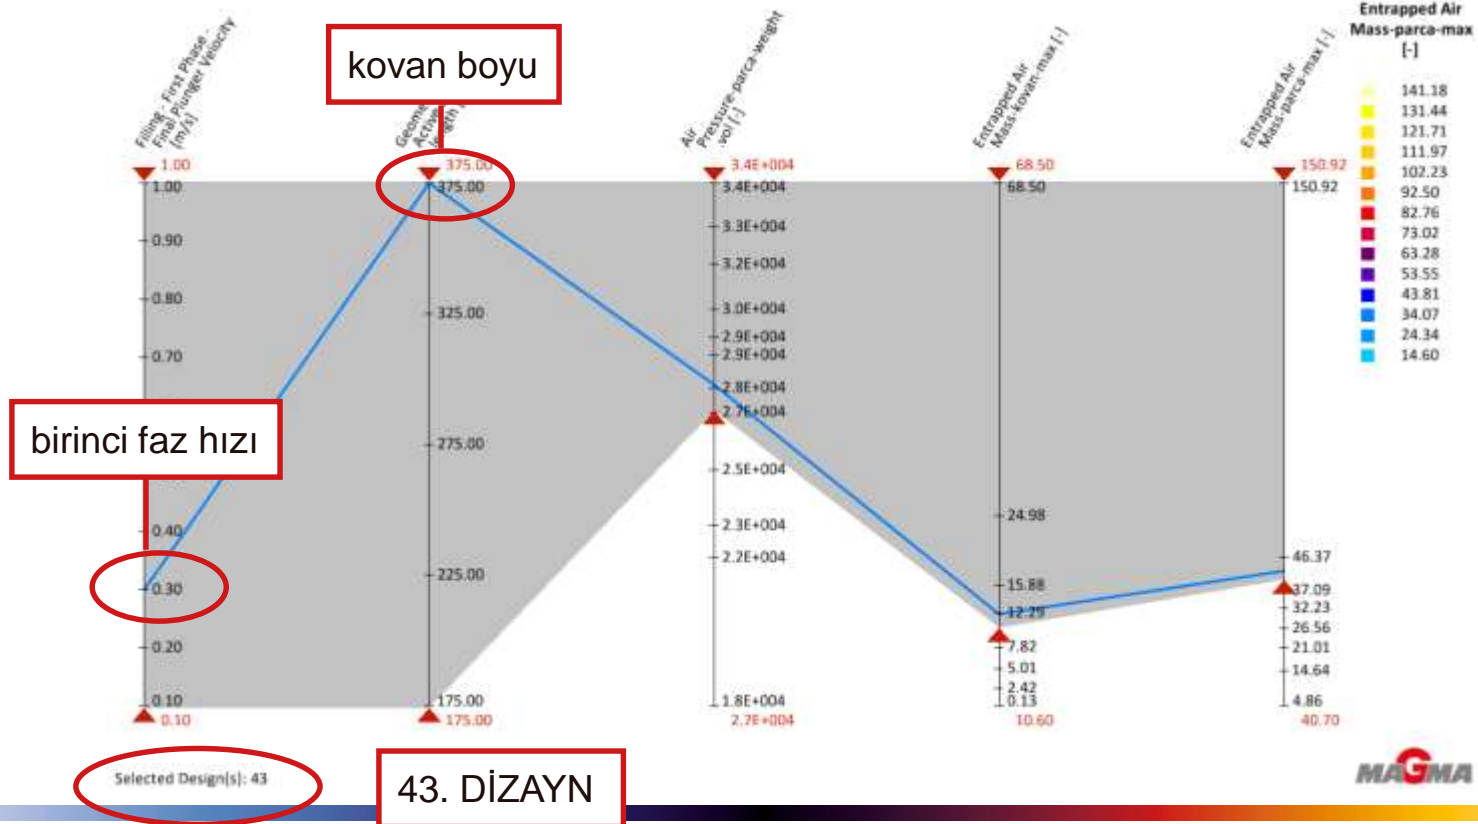 Filling - First Phase -
Final Plunger Velocity
[m/s]
kovan boyu
Active
length
Air
Pressure-parca-weight
.vol [-]
Entrapped Air
Mass-kovan-max [-]
Entrapped Air
Mass-parca-max [-]
Entrapped Air
Mass-parca-max
[-]
141.18
131.44
121.71
111.97
102.23
92.50
82.76
73.02
63.28
53.55
43.81
34.07
24.34
14.60
1.00
1.00
0.90
0.80
0.70
birinci faz hızı
0.40
0.30
0.20
0.10
0.10
375.00
375.00
325.00
275.00
225.00
175.00
175.00
3.4E+004
3.4E+004
3.3E+004
3.2E+004
3.0E+004
2.9E+004
2.9E+004
2.8E+004
2.7E+004
2.5E+004
2.3E+004
2.2E+004
1.8E+004
2.7E+004
68.50
68.50
24.98
15.88
12.29
7.82
5.01
2.42
0.13
10.60
150.92
150.92
46.37
37.09
32.23
26.56
21.01
14.64
4.86
40.70
Selected Design(s): 43
43. DİZAYN
MAGMA